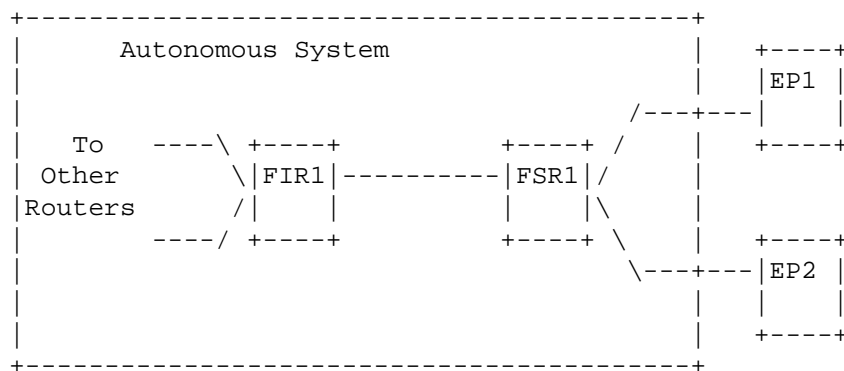 Autonomous System
EP1
To
Other
Routers
FIR1
FSR1
EP2